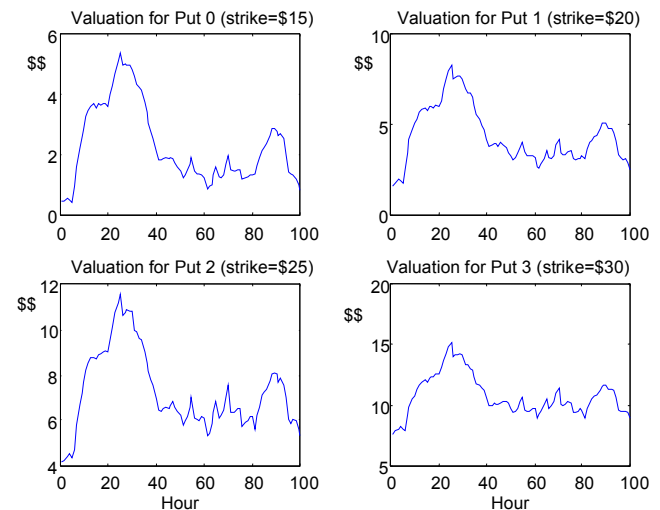 Valuation for Put 0 (strike=$15)
$$
6
4
2
0
0 20 40 60 80 100
Valuation for Put 1 (strike=$20)
$$
10
5
0
0 20 40 60 80 100
Valuation for Put 2 (strike=$25)
$$
12
10
8
6
4
0 20 40 60 80 100
Hour
Valuation for Put 3 (strike=$30)
$$
20
15
10
5
0 20 40 60 80 100
Hour